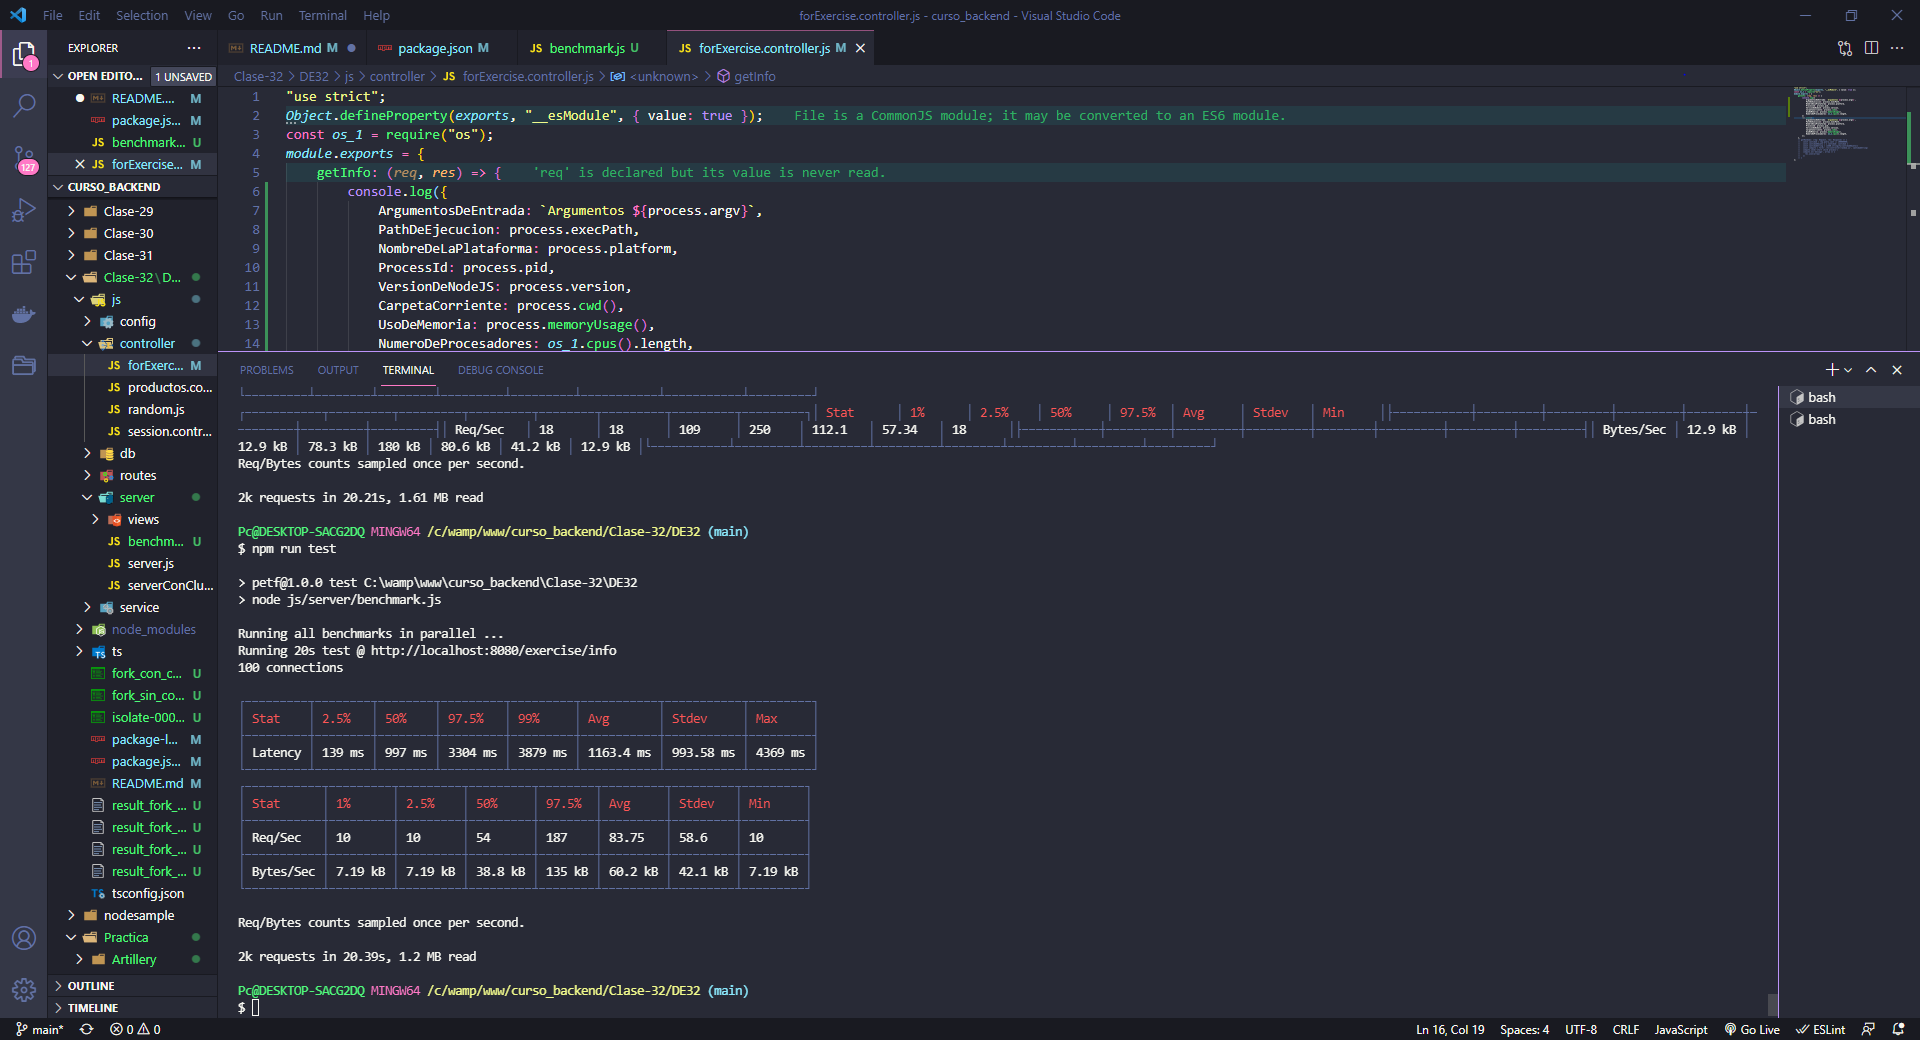 File Edit Selection View Go Run Terminal Help
forExercise.controller.js - curso_backend - Visual Studio Code
EXPLORER
OPEN EDITO... 1 UNSAVED
README.... M
package.js... M
benchmark... U
forExercise... M
CURSO_BACKEND
Clase-29
Clase-30
Clase-31
Clase-32\D...
js
config
controller
forExerc... M
productos.co...
random.js
session.contr...
db
routes
server
views
benchm... U
server.js
serverConClu...
service
node_modules
ts
fork_con_c... U
fork_sin_co... U
isolate-000... U
package-l... M
package.js... M
README.md M
result_fork_... U
result_fork_... U
result_fork_... U
result_fork_... U
tsconfig.json
nodesample
Practica
Artillery
OUTLINE
TIMELINE
README.md M package.json M benchmark.js U forExercise.controller.js M
Clase-32 > DE32 > js > controller > JS forExercise.controller.js > <unknown> > getInfo
1 "use strict";
2 Object.defineProperty(exports, "__esModule", { value: true }); File is a CommonJS module; it may be converted to an ES6 module.
3 const os_1 = require("os");
4 module.exports = {
5 getInfo: (req, res) => { 'req' is declared but its value is never read.
6 console.log({
7 ArgumentosDeEntrada: `Argumentos ${process.argv}`,
8 PathDeEjecucion: process.execPath,
9 NombreDeLaPlataforma: process.platform,
10 ProcessId: process.pid,
11 VersionDeNodeJS: process.version,
12 CarpetaCorriente: process.cwd(),
13 UsoDeMemoria: process.memoryUsage(),
14 NumeroDeProcesadores: os_1.cpus().length,
PROBLEMS OUTPUT TERMINAL DEBUG CONSOLE
bash
bash
Stat 1% 2.5% 50% 97.5% Avg Stdev Min
Req/Sec 18 18 109 250 112.1 57.34 18 Bytes/Sec 12.9 kB
12.9 kB 78.3 kB 180 kB 80.6 kB 41.2 kB 12.9 kB
Req/Bytes counts sampled once per second.
2k requests in 20.21s, 1.61 MB read
Pc@DESKTOP-SACG2DQ MINGW64 /c/wamp/www/curso_backend/Clase-32/DE32 (main)
$ npm run test
> petf@1.0.0 test C:\wamp\www\curso_backend\Clase-32\DE32
> node js/server/benchmark.js
Running all benchmarks in parallel ...
Running 20s test @ http://localhost:8080/exercise/info
100 connections
Stat 2.5% 50% 97.5% 99% Avg Stdev Max
Latency 139 ms 997 ms 3304 ms 3879 ms 1163.4 ms 993.58 ms 4369 ms
Stat 1% 2.5% 50% 97.5% Avg Stdev Min
Req/Sec 10 10 54 187 83.75 58.6 10
Bytes/Sec 7.19 kB 7.19 kB 38.8 kB 135 kB 60.2 kB 42.1 kB 7.19 kB
Req/Bytes counts sampled once per second.
2k requests in 20.39s, 1.2 MB read
Pc@DESKTOP-SACG2DQ MINGW64 /c/wamp/www/curso_backend/Clase-32/DE32 (main)
$
main* 0 0 Ln 16, Col 19 Spaces: 4 UTF-8 CRLF JavaScript Go Live ESLint
1
127